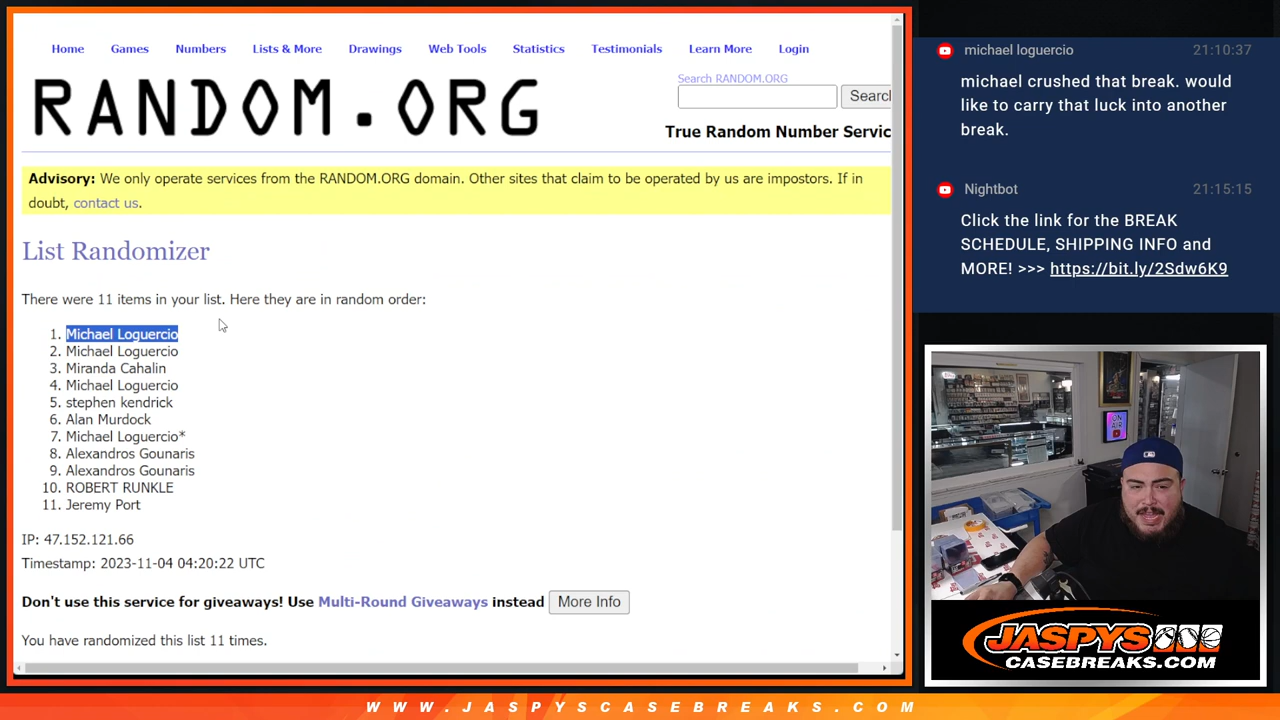 Home Games Numbers Lists & More Drawings Web Tools Statistics Testimonials Learn More Login
RANDOM.ORG
Search RANDOM.ORG
Search
True Random Number Servic
Advisory: We only operate services from the RANDOM.ORG domain. Other sites that claim to be operated by us are impostors. If in
doubt, contact us.
List Randomizer
There were 11 items in your list. Here they are in random order:
1. Michael Loguercio
2. Michael Loguercio
3. Miranda Cahalin
4. Michael Loguercio
5. stephen kendrick
6. Alan Murdock
7. Michael Loguercio*
8. Alexandros Gounaris
9. Alexandros Gounaris
10. ROBERT RUNKLE
11. Jeremy Port
IP: 47.152.121.66
Timestamp: 2023-11-04 04:20:22 UTC
Don't use this service for giveaways! Use Multi-Round Giveaways instead More Info
You have randomized this list 11 times.
michael loguercio 21:10:37
michael crushed that break. would
like to carry that luck into another
break.
Nightbot 21:15:15
Click the link for the BREAK
SCHEDULE, SHIPPING INFO and
MORE! >>> https://bit.ly/2Sdw6K9
ON
AIR
JASPYS
CASEBREAKS.COM
WWW.JASPYSCASEBREAKS.COM